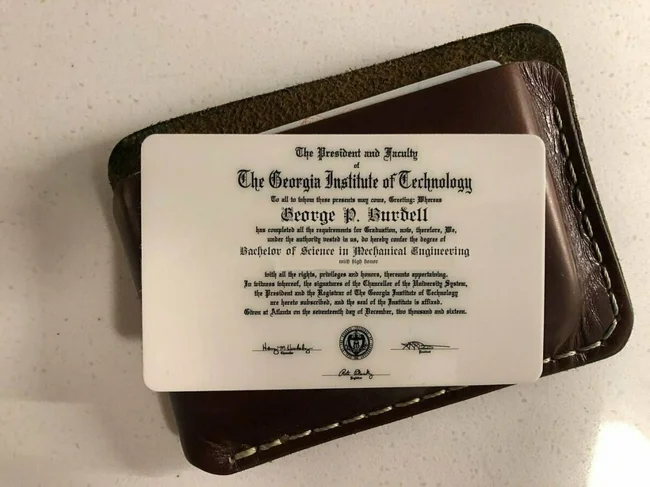 The President and Faculty
of
The Georgia Institute of Technology
To all to whom these presents may come, Greeting: Whereas
George P. Burdell
has completed all the requirements for Graduation, now, therefore, We,
under the authority vested in us, do hereby confer the degree of
Bachelor of Science in Mechanical Engineering
with high honor
with all the rights, privileges and honors, thereunto appertaining.
In witness whereof, the signatures of the Chancellor of the University System,
the President and the Registrar of The Georgia Institute of Technology
are hereto subscribed, and the seal of the Institute is affixed.
Given at Atlanta on the seventeenth day of December, two thousand and sixteen.
Chancellor
President
Registrar